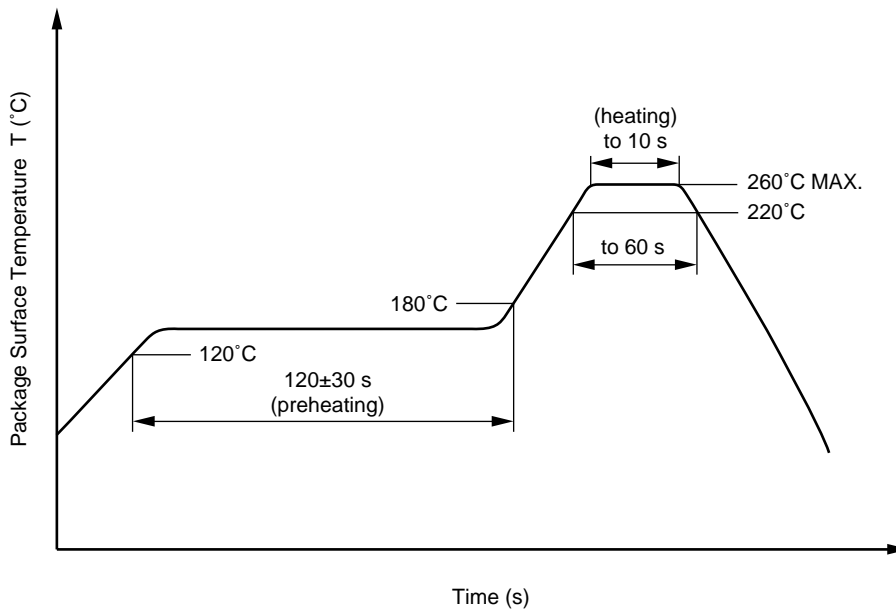 Package Surface Temperature T (˚C)
(heating)
to 10 s
260˚C MAX.
220˚C
to 60 s
180˚C
120˚C
120±30 s
(preheating)
Time (s)